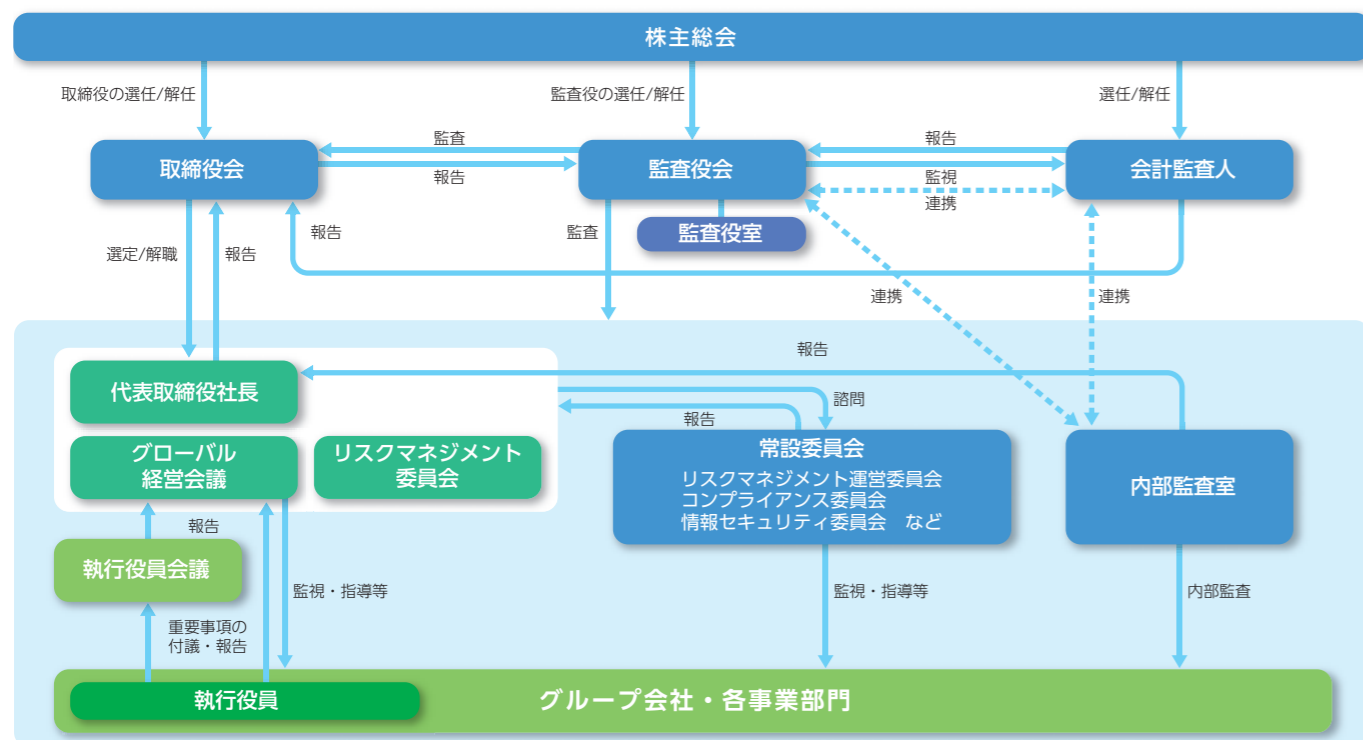 株主総会
取締役の選任/解任
監査役の選任/解任
選任/解任
監査
報告
取締役会
監査役会
会計監査人
報告
監視
連携
監査役室
選定/解職
報告
報告
監査
連携
連携
報告
代表取締役社長
諮問
報告
グローバル
経営会議
リスクマネジメント
委員会
常設委員会
リスクマネジメント運営委員会
コンプライアンス委員会
情報セキュリティ委員会　など
内部監査室
報告
執行役員会議
監視・指導等
監視・指導等
内部監査
重要事項の
付議・報告
執行役員
グループ会社・各事業部門